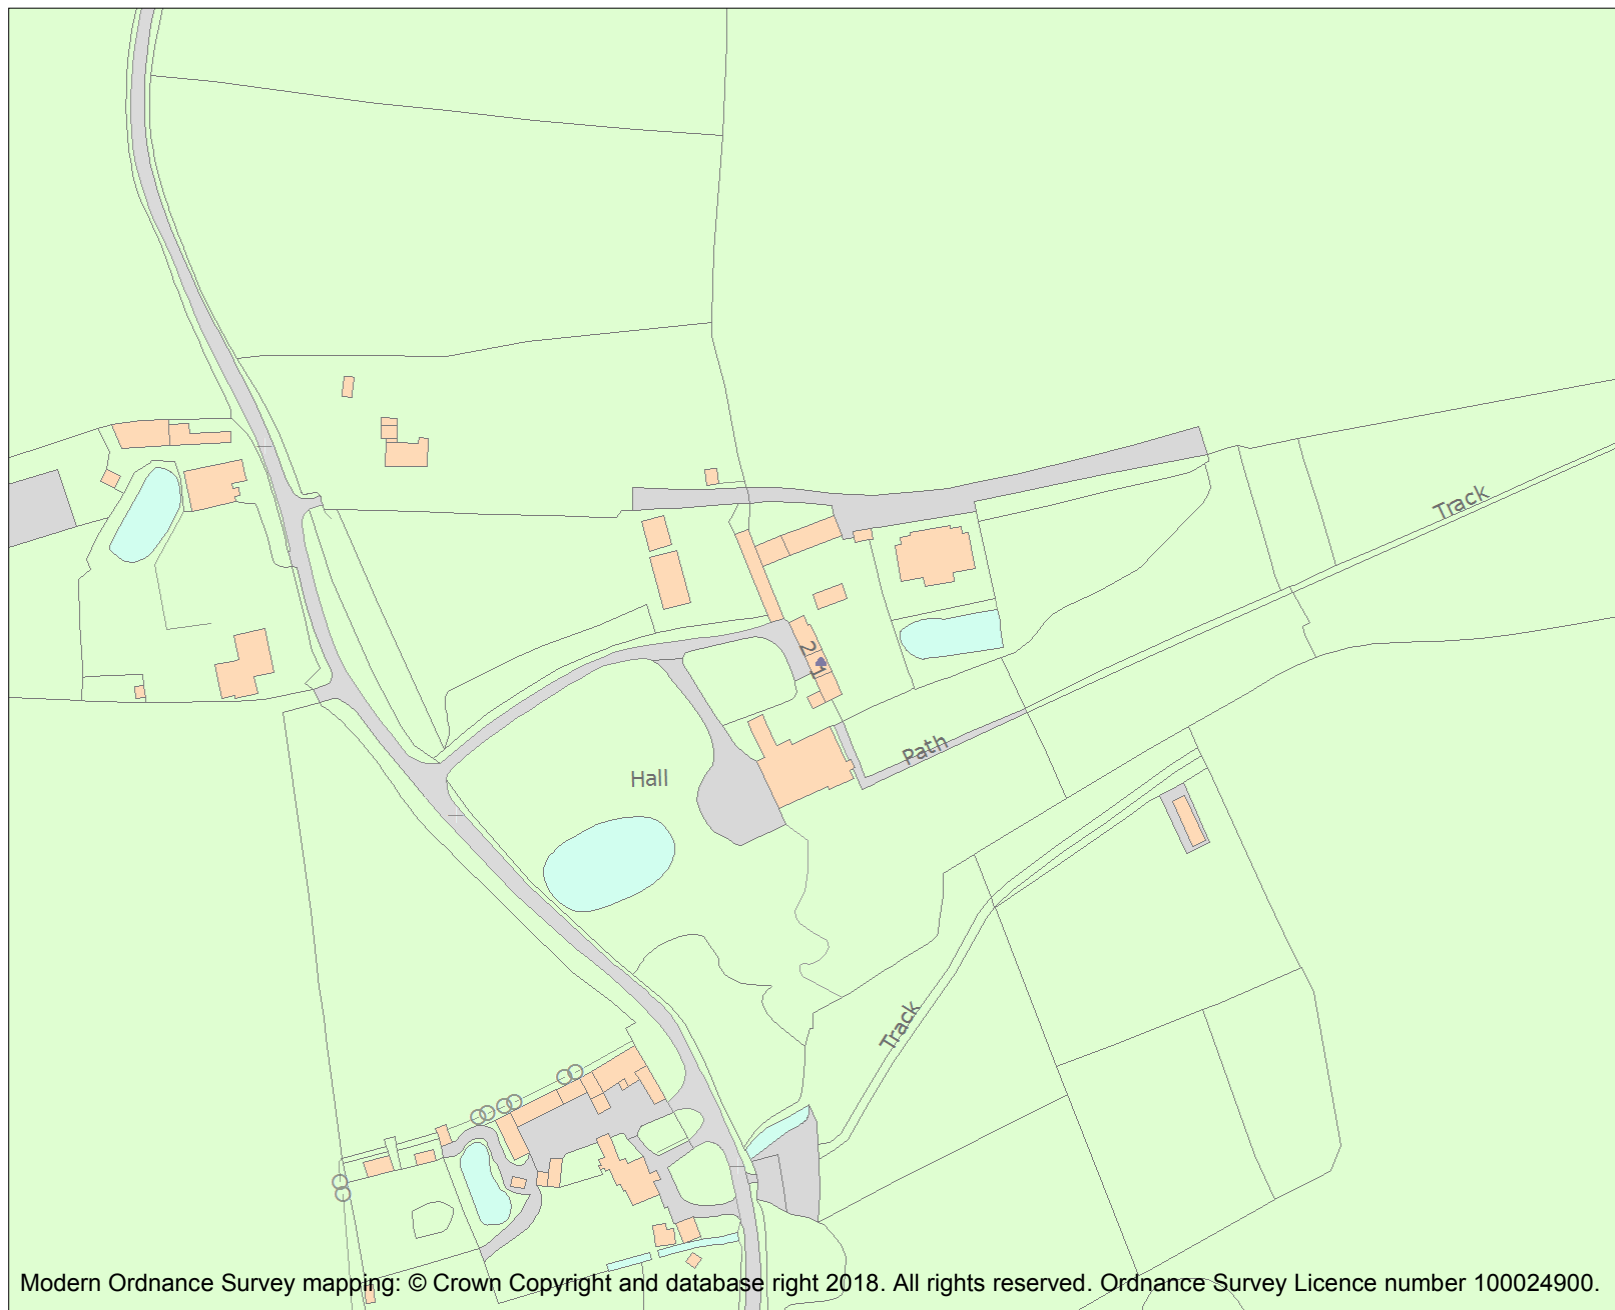 Track
2
1
Path
Hall
Track
Modern Ordnance Survey mapping: © Crown Copyright and database right 2018. All rights reserved. Ordnance Survey Licence number 100024900.